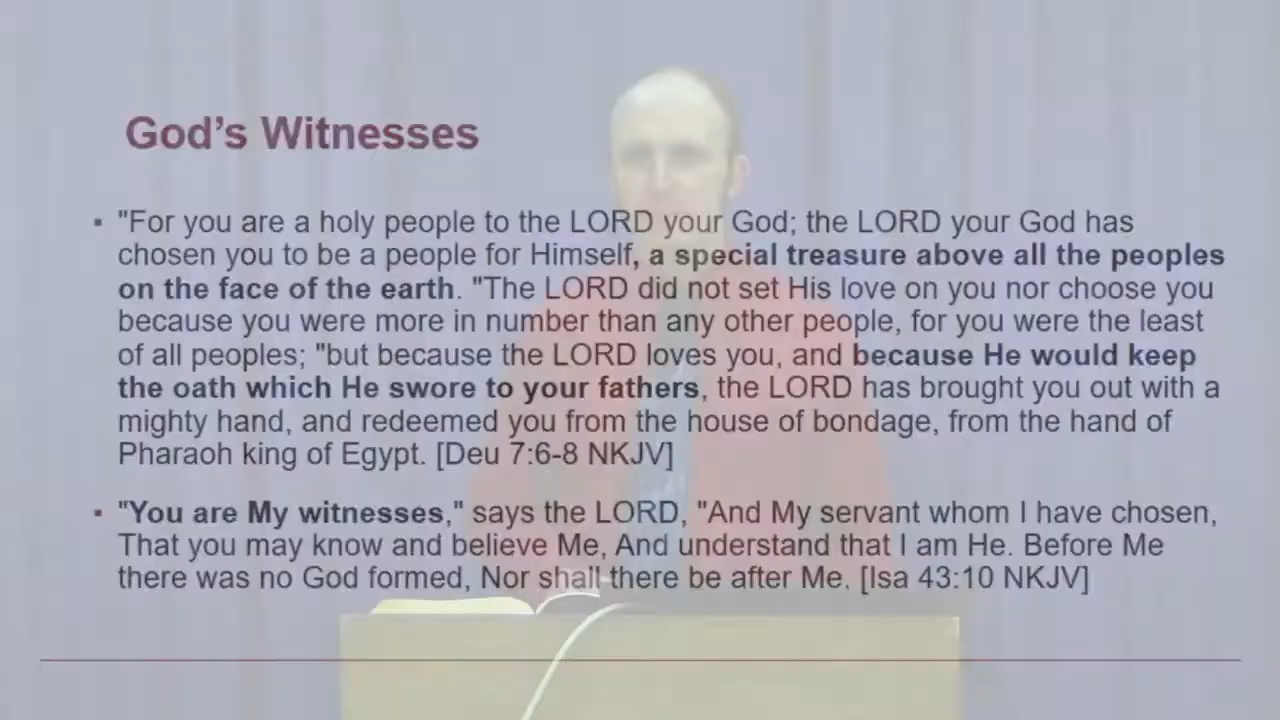 God’s Witnesses
▪ "For you are a holy people to the LORD your God; the LORD your God has
chosen you to be a people for Himself, a special treasure above all the peoples
on the face of the earth. "The LORD did not set His love on you nor choose you
because you were more in number than any other people, for you were the least
of all peoples; "but because the LORD loves you, and because He would keep
the oath which He swore to your fathers, the LORD has brought you out with a
mighty hand, and redeemed you from the house of bondage, from the hand of
Pharaoh king of Egypt. [Deu 7:6-8 NKJV]
▪ "You are My witnesses," says the LORD, "And My servant whom I have chosen,
That you may know and believe Me, And understand that I am He. Before Me
there was no God formed, Nor shall there be after Me. [Isa 43:10 NKJV]